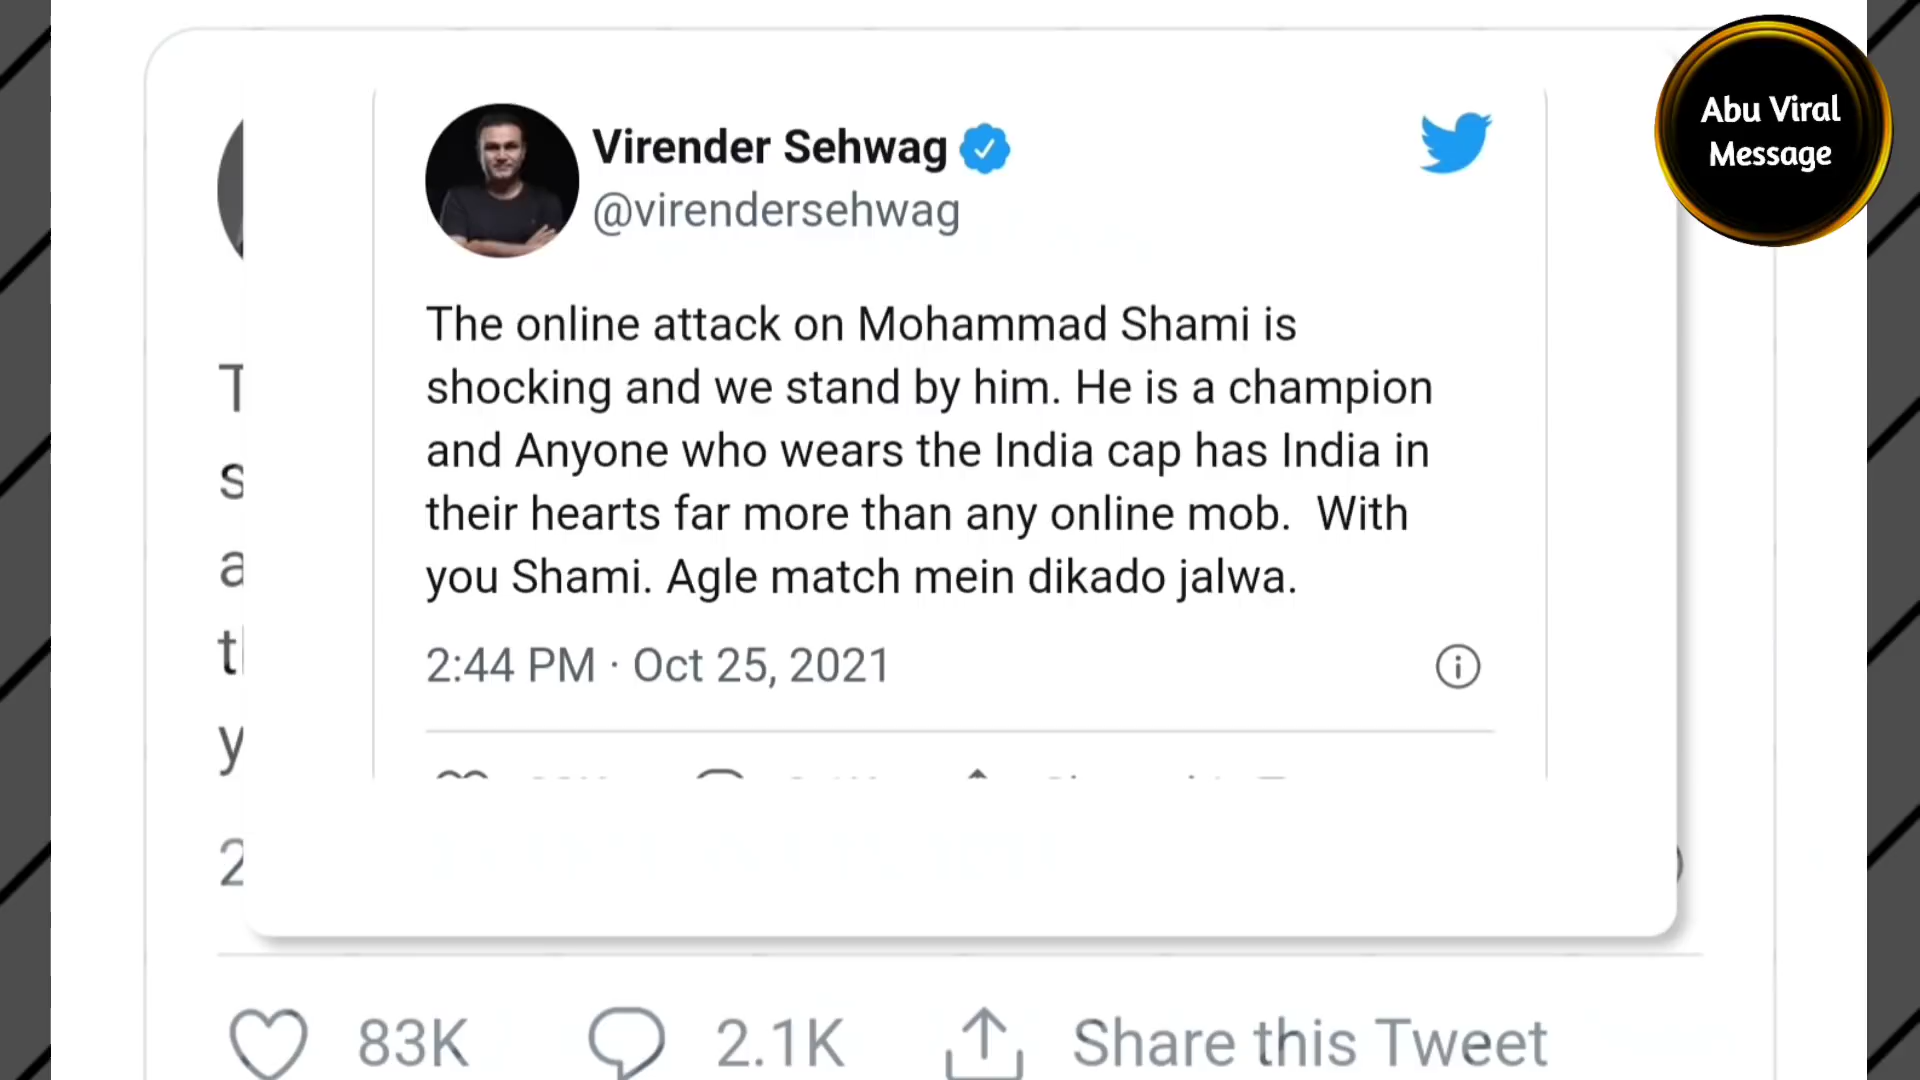 Abu Viral
Message
Virender Sehwag
@virendersehwag
The online attack on Mohammad Shami is
shocking and we stand by him. He is a champion
and Anyone who wears the India cap has India in
their hearts far more than any online mob.  With
you Shami. Agle match mein dikado jalwa.
2:44 PM · Oct 25, 2021
83K
2.1K
Share this Tweet